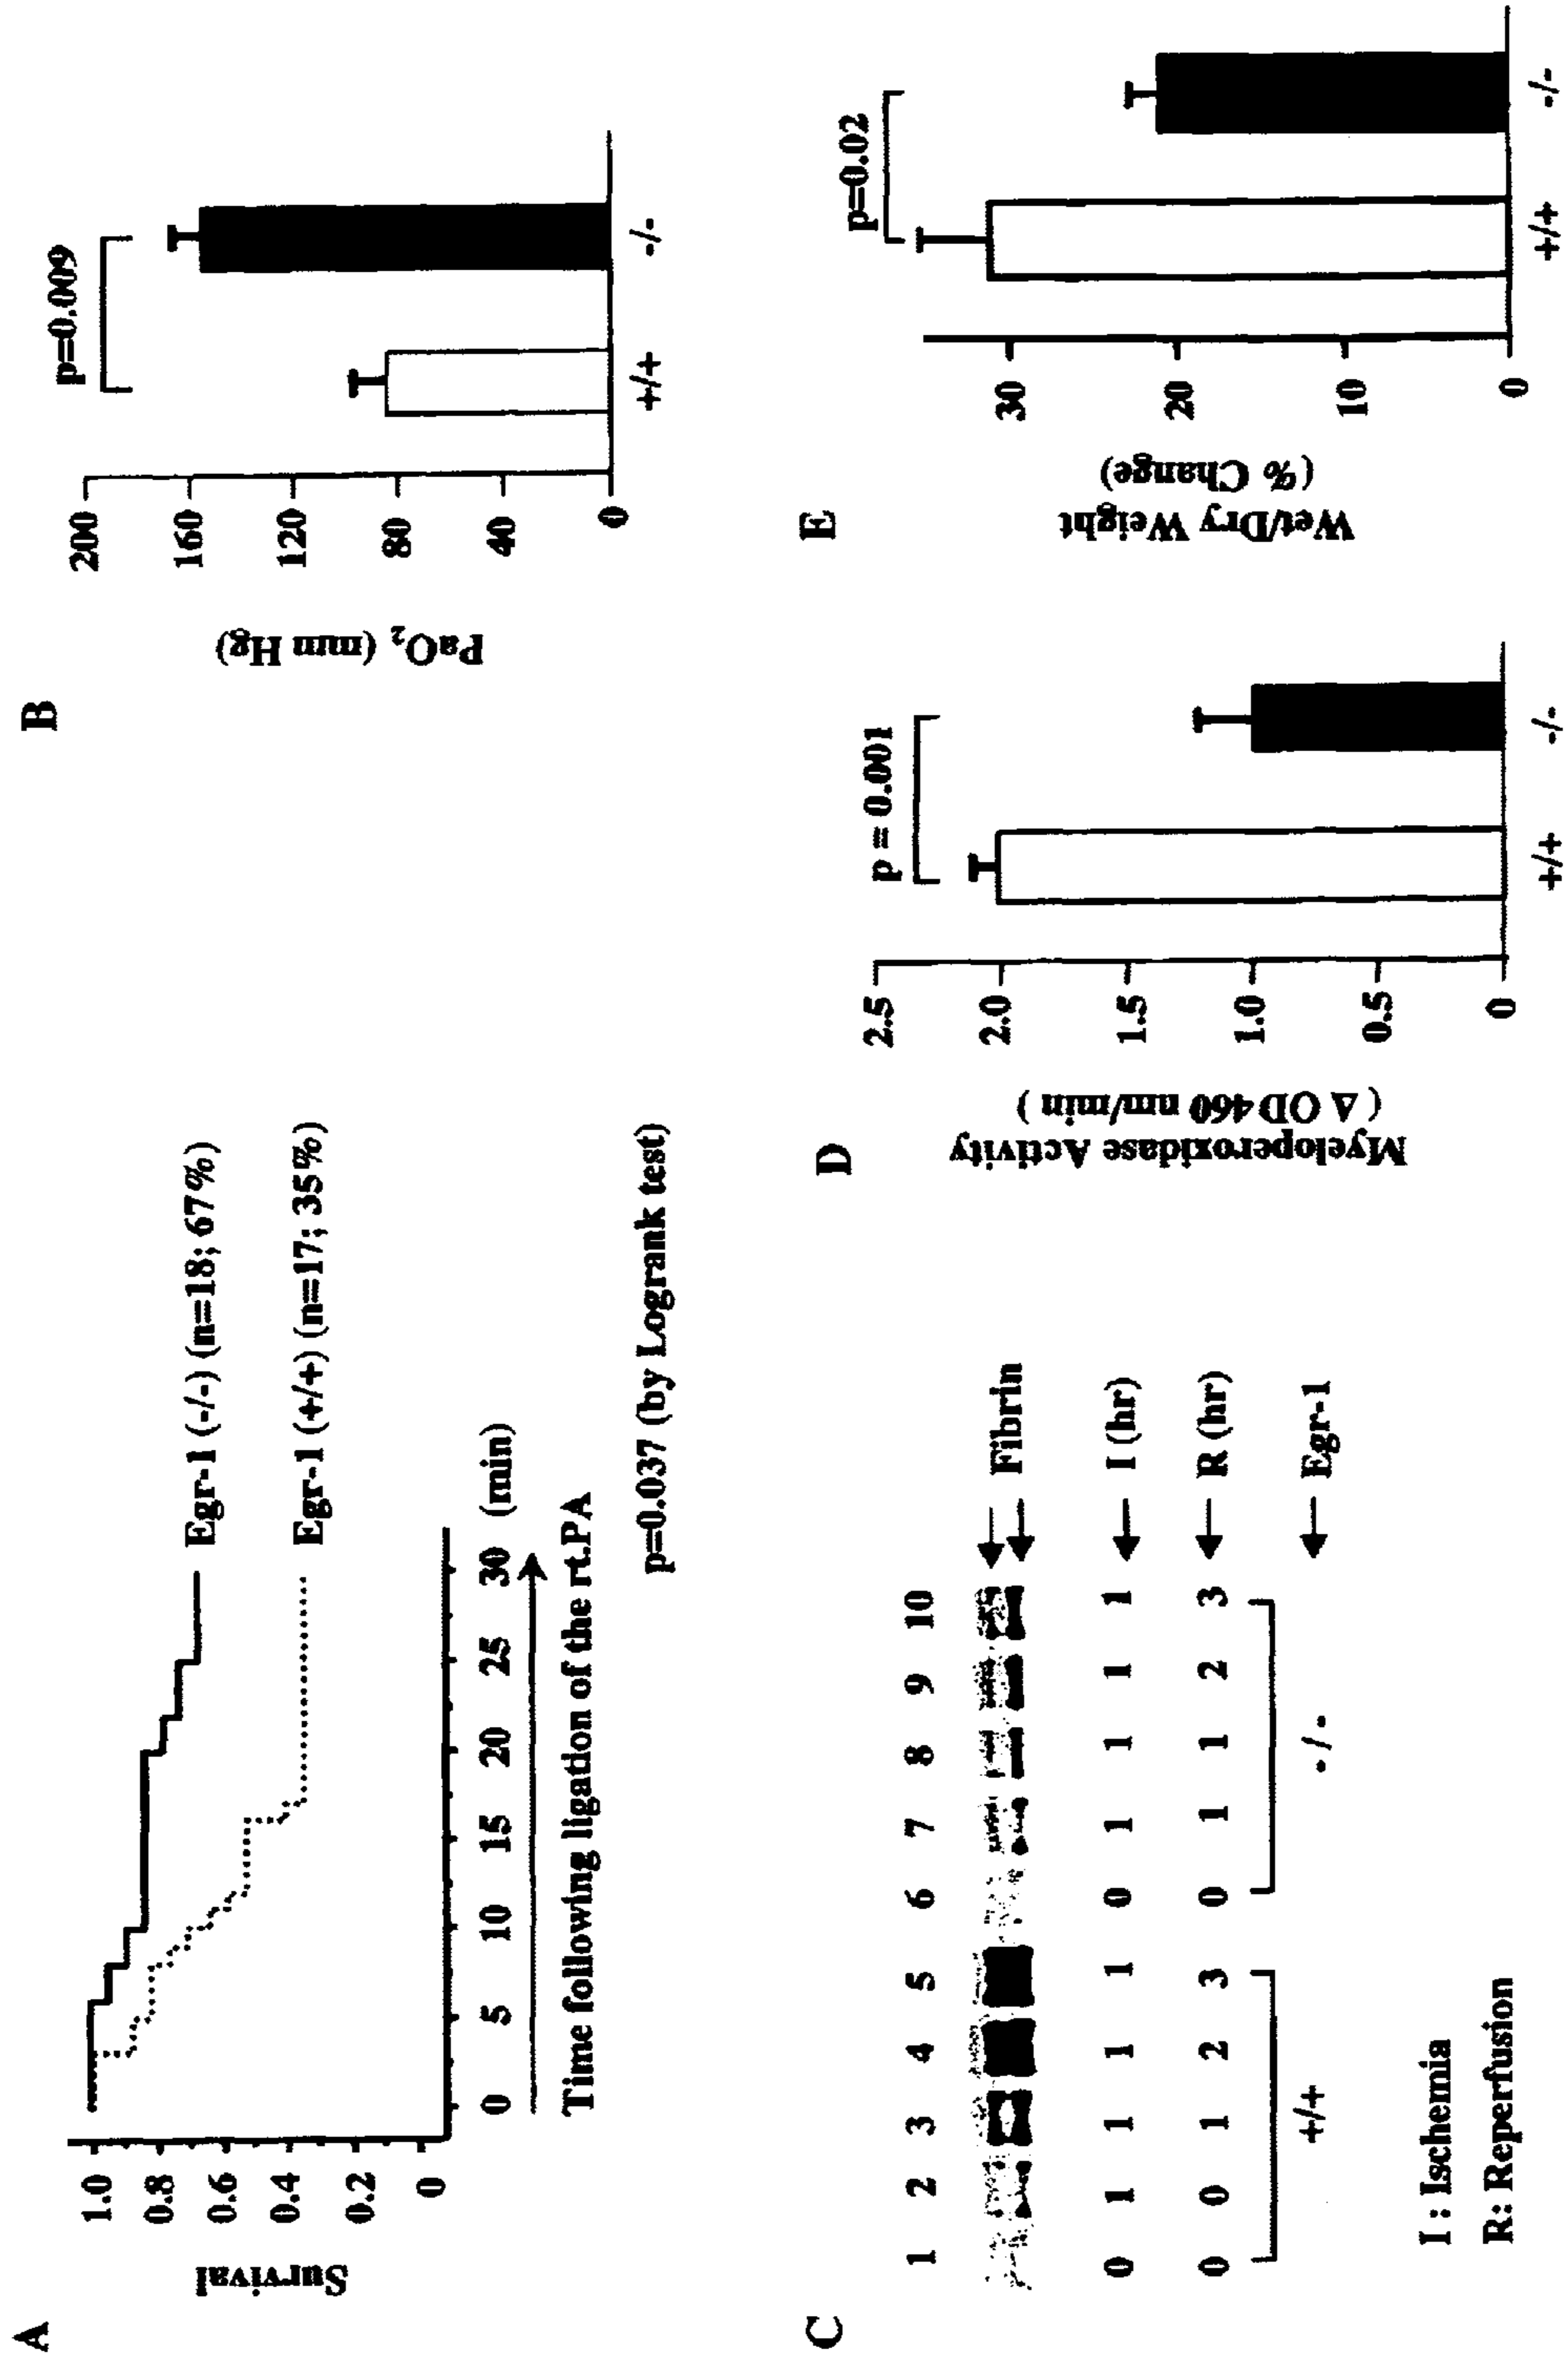 A
Survival
1.0
0.8
0.6
0.4
0.2
0
0 5 10 15 20 25 30 (min)
Time following ligation of the rt.PA
Egr-1 (-/-) (n=18; 67%)
Egr-1 (+/+) (n=17; 35%)
p=0.037 (by Logrank test)
B
PaO2 (mm Hg)
200
160
120
80
40
0
p=0.009
+/+ -/-
C
1 2 3 4 5 6 7 8 9 10
Fibrin
0 1 1 1 1 0 1 1 1 1 I (hr)
0 0 1 2 3 0 1 1 2 3 R (hr)
+/+ -/- Egr-1
I : Ischemia
R: Reperfusion
D
Myeloperoxidase Activity
( Δ OD 460 nm/min )
2.5
2.0
1.5
1.0
0.5
0
p = 0.001
+/+ -/-
E
Wet/Dry Weight
(% Change)
30
20
10
0
p=0.02
+/+ -/-